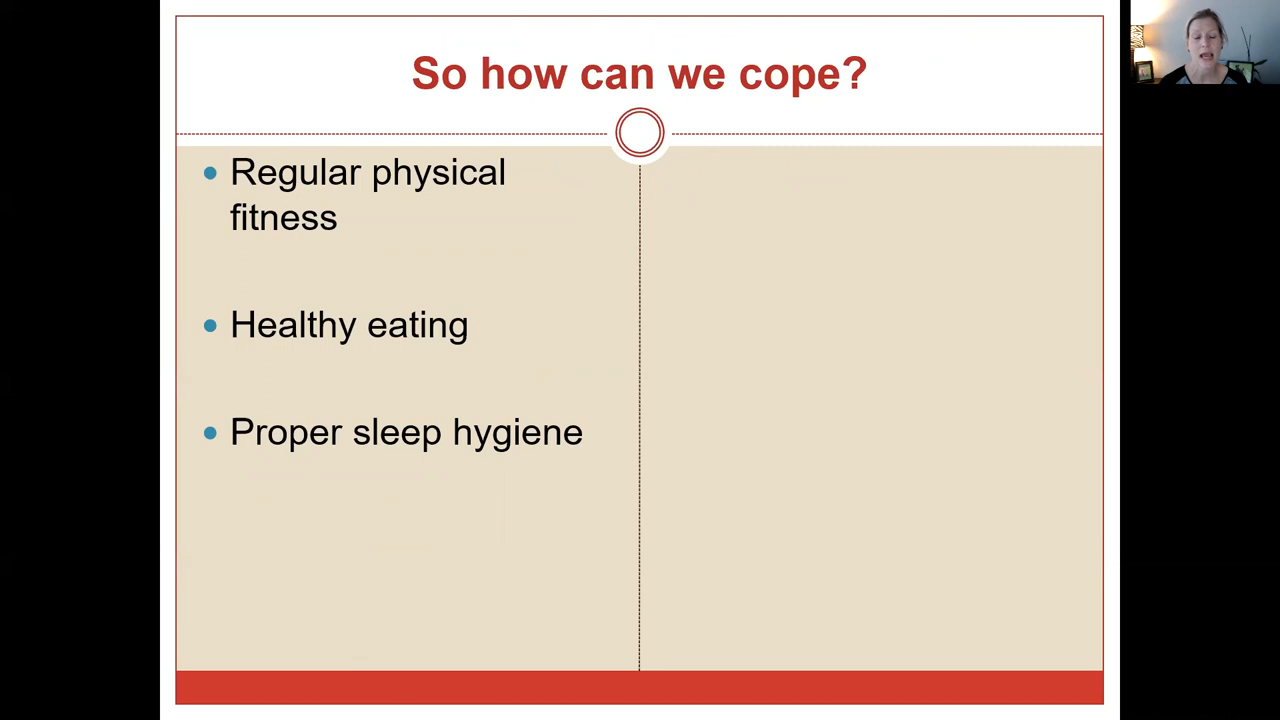 So how can we cope?
Regular physical
fitness
Healthy eating
Proper sleep hygiene